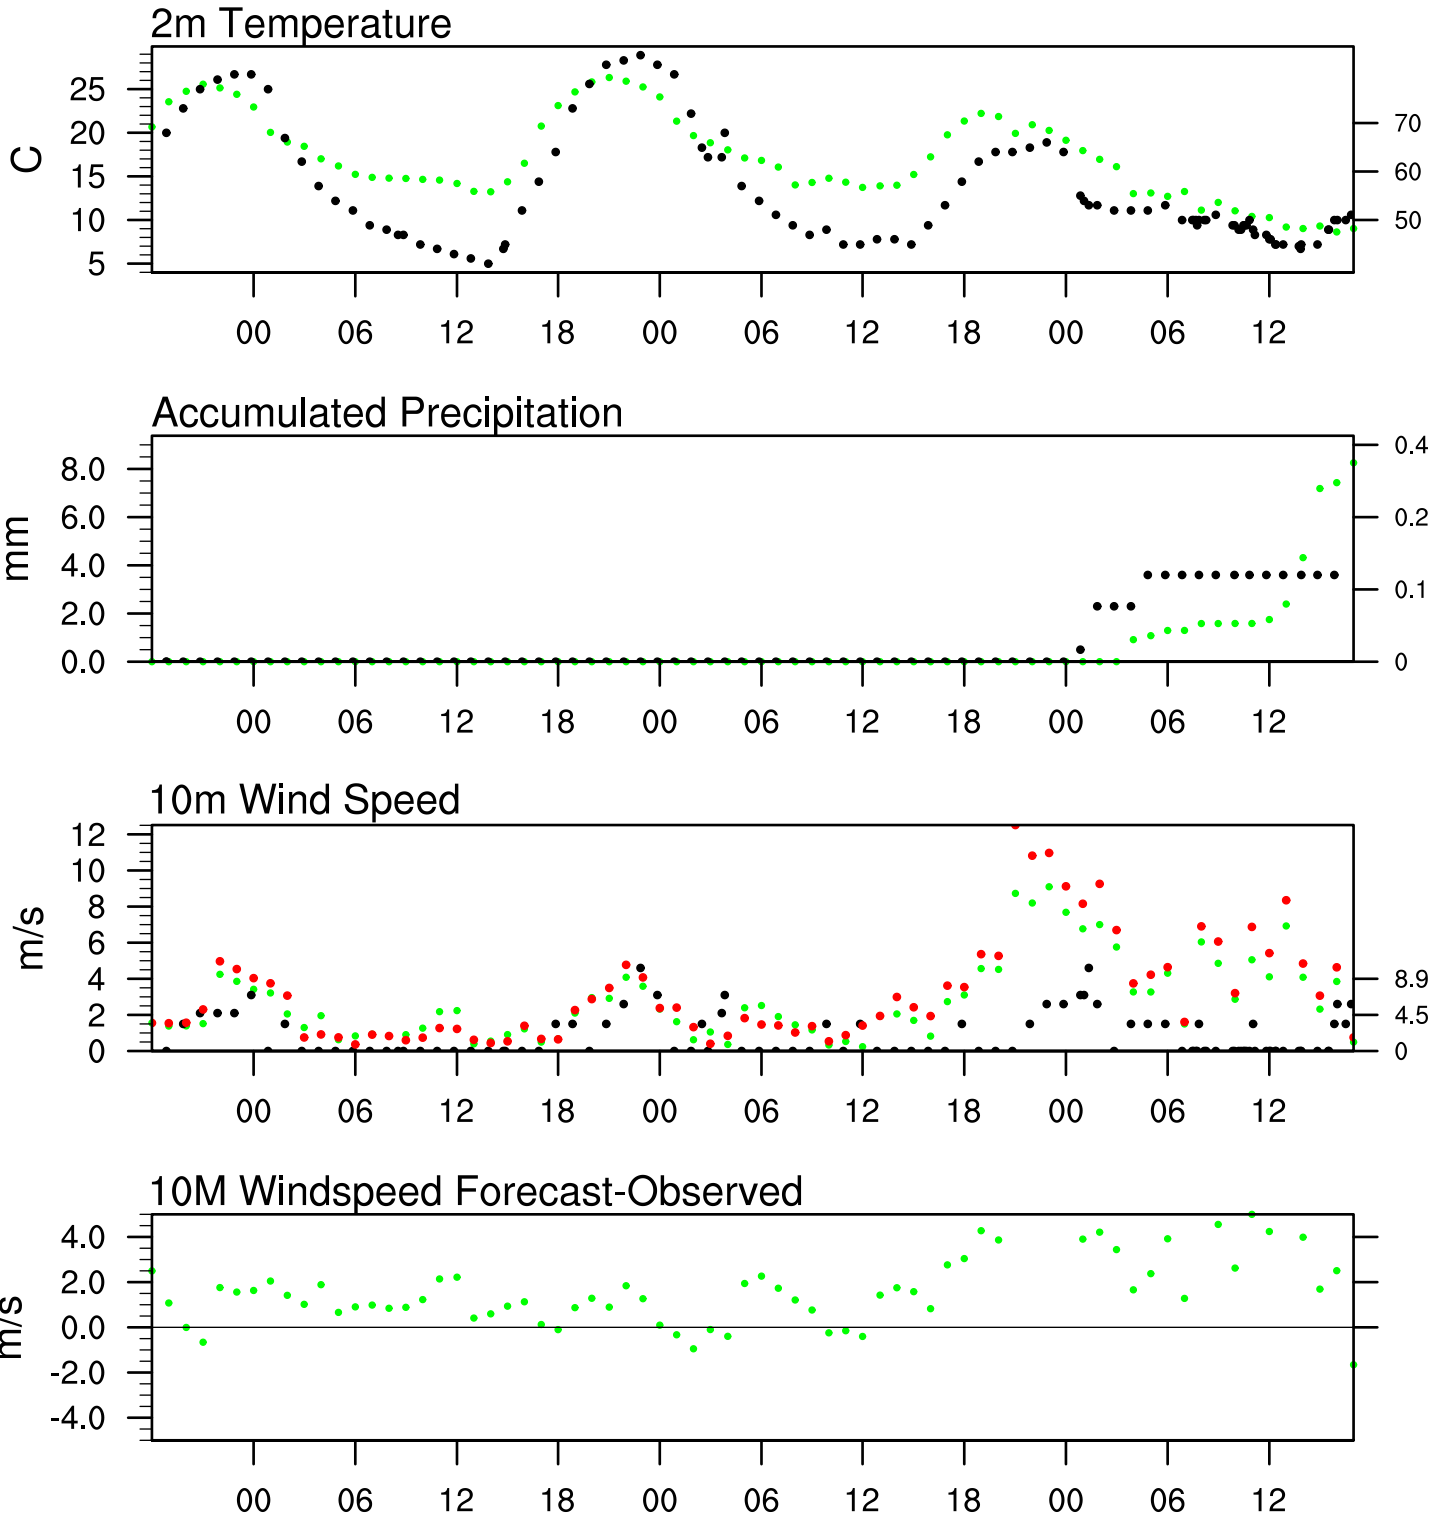 2m Temperature
25
20
15
10
5
C
70
60
50
00 06 12 18 00 06 12 18 00 06 12
Accumulated Precipitation
8.0
6.0
4.0
2.0
0.0
mm
0.4
0.2
0.1
0
00 06 12 18 00 06 12 18 00 06 12
10m Wind Speed
12
10
8
6
4
2
0
m/s
8.9
4.5
0
00 06 12 18 00 06 12 18 00 06 12
10M Windspeed Forecast-Observed
4.0
2.0
0.0
-2.0
-4.0
m/s
00 06 12 18 00 06 12 18 00 06 12